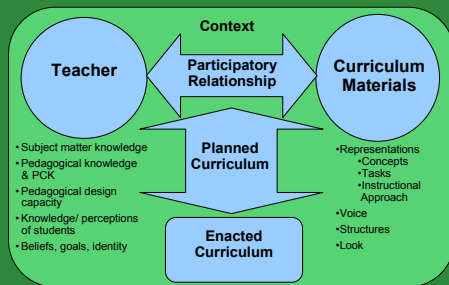 Context
Teacher
Participatory
Relationship
Curriculum
Materials
•Subject matter knowledge
•Pedagogical knowledge
& PCK
•Pedagogical design
capacity
•Knowledge/ perceptions
of students
•Beliefs, goals, identity
Planned
Curriculum
•Representations
•Concepts
•Tasks
•Instructional
Approach
•Voice
•Structures
•Look
Enacted
Curriculum